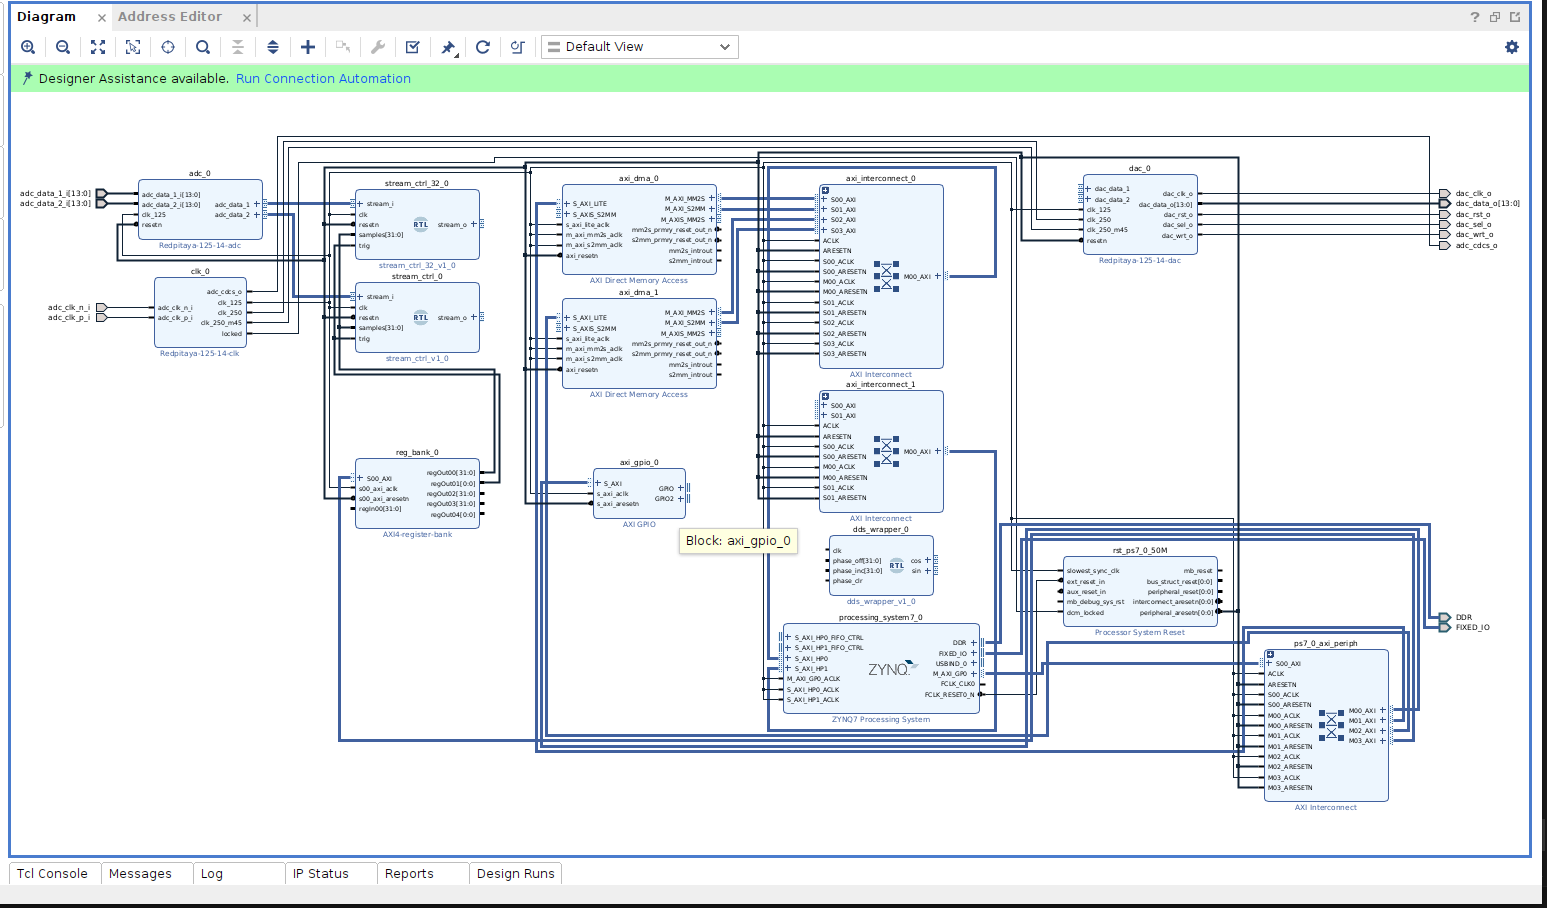 Diagram × Address Editor ×
? 
Default View
Designer Assistance available. Run Connection Automation
adc_data_1_i[13:0]
adc_data_2_i[13:0]
adc_clk_n_i
adc_clk_p_i
adc_0
adc_data_1_i[13:0]
adc_data_2_i[13:0]
clk_125
resetn
adc_data_1
adc_data_2
Redpitaya-125-14-adc
clk_0
adc_clk_n_i
adc_clk_p_i
adc_cdcs_o
clk_125
clk_250
clk_250_m45
locked
Redpitaya-125-14-clk
stream_ctrl_32_0
stream_i
clk
resetn
samples[31:0]
trig
RTL
stream_o
stream_ctrl_32_v1_0
stream_ctrl_0
stream_i
clk
resetn
samples[31:0]
trig
RTL
stream_o
stream_ctrl_v1_0
reg_bank_0
S00_AXI
s00_axi_aclk
s00_axi_aresetn
regIn00[31:0]
regOut00[31:0]
regOut01[0:0]
regOut02[31:0]
regOut03[31:0]
regOut04[0:0]
AXI4-register-bank
axi_dma_0
S_AXI_LITE
S_AXIS_S2MM
s_axi_lite_aclk
m_axi_mm2s_aclk
m_axi_s2mm_aclk
axi_resetn
M_AXI_MM2S
M_AXI_S2MM
M_AXIS_MM2S
mm2s_prmry_reset_out_n
s2mm_prmry_reset_out_n
mm2s_introut
s2mm_introut
AXI Direct Memory Access
axi_dma_1
S_AXI_LITE
S_AXIS_S2MM
s_axi_lite_aclk
m_axi_mm2s_aclk
m_axi_s2mm_aclk
axi_resetn
M_AXI_MM2S
M_AXI_S2MM
M_AXIS_MM2S
mm2s_prmry_reset_out_n
s2mm_prmry_reset_out_n
mm2s_introut
s2mm_introut
AXI Direct Memory Access
axi_gpio_0
S_AXI
s_axi_aclk
s_axi_aresetn
GPIO
GPIO2
AXI GPIO
Block: axi_gpio_0
axi_interconnect_0
S00_AXI
S01_AXI
S02_AXI
S03_AXI
ACLK
ARESETN
S00_ACLK
S00_ARESETN
M00_ACLK
M00_ARESETN
S01_ACLK
S01_ARESETN
S02_ACLK
S02_ARESETN
S03_ACLK
S03_ARESETN
M00_AXI
AXI Interconnect
axi_interconnect_1
S00_AXI
S01_AXI
ACLK
ARESETN
S00_ACLK
S00_ARESETN
M00_ACLK
M00_ARESETN
S01_ACLK
S01_ARESETN
M00_AXI
AXI Interconnect
dds_wrapper_0
clk
phase_off[31:0]
phase_inc[31:0]
phase_clr
RTL
cos
sin
dds_wrapper_v1_0
processing_system7_0
S_AXI_HP0_FIFO_CTRL
S_AXI_HP1_FIFO_CTRL
S_AXI_HP0
S_AXI_HP1
M_AXI_GP0_ACLK
S_AXI_HP0_ACLK
S_AXI_HP1_ACLK
ZYNQ
DDR
FIXED_IO
USBIND_0
M_AXI_GP0
FCLK_CLK0
FCLK_RESET0_N
ZYNQ7 Processing System
dac_0
dac_data_1
dac_data_2
clk_125
clk_250
clk_250_m45
resetn
dac_clk_o
dac_data_o[13:0]
dac_rst_o
dac_sel_o
dac_wrt_o
Redpitaya-125-14-dac
dac_clk_o
dac_data_o[13:0]
dac_rst_o
dac_sel_o
dac_wrt_o
adc_cdcs_o
rst_ps7_0_50M
slowest_sync_clk
ext_reset_in
aux_reset_in
mb_debug_sys_rst
dcm_locked
mb_reset
bus_struct_reset[0:0]
peripheral_reset[0:0]
interconnect_aresetn[0:0]
peripheral_aresetn[0:0]
Processor System Reset
DDR
FIXED_IO
ps7_0_axi_periph
S00_AXI
ACLK
ARESETN
S00_ACLK
S00_ARESETN
M00_ACLK
M00_ARESETN
M01_ACLK
M01_ARESETN
M02_ACLK
M02_ARESETN
M03_ACLK
M03_ARESETN
M00_AXI
M01_AXI
M02_AXI
M03_AXI
AXI Interconnect
Tcl Console Messages Log IP Status Reports Design Runs